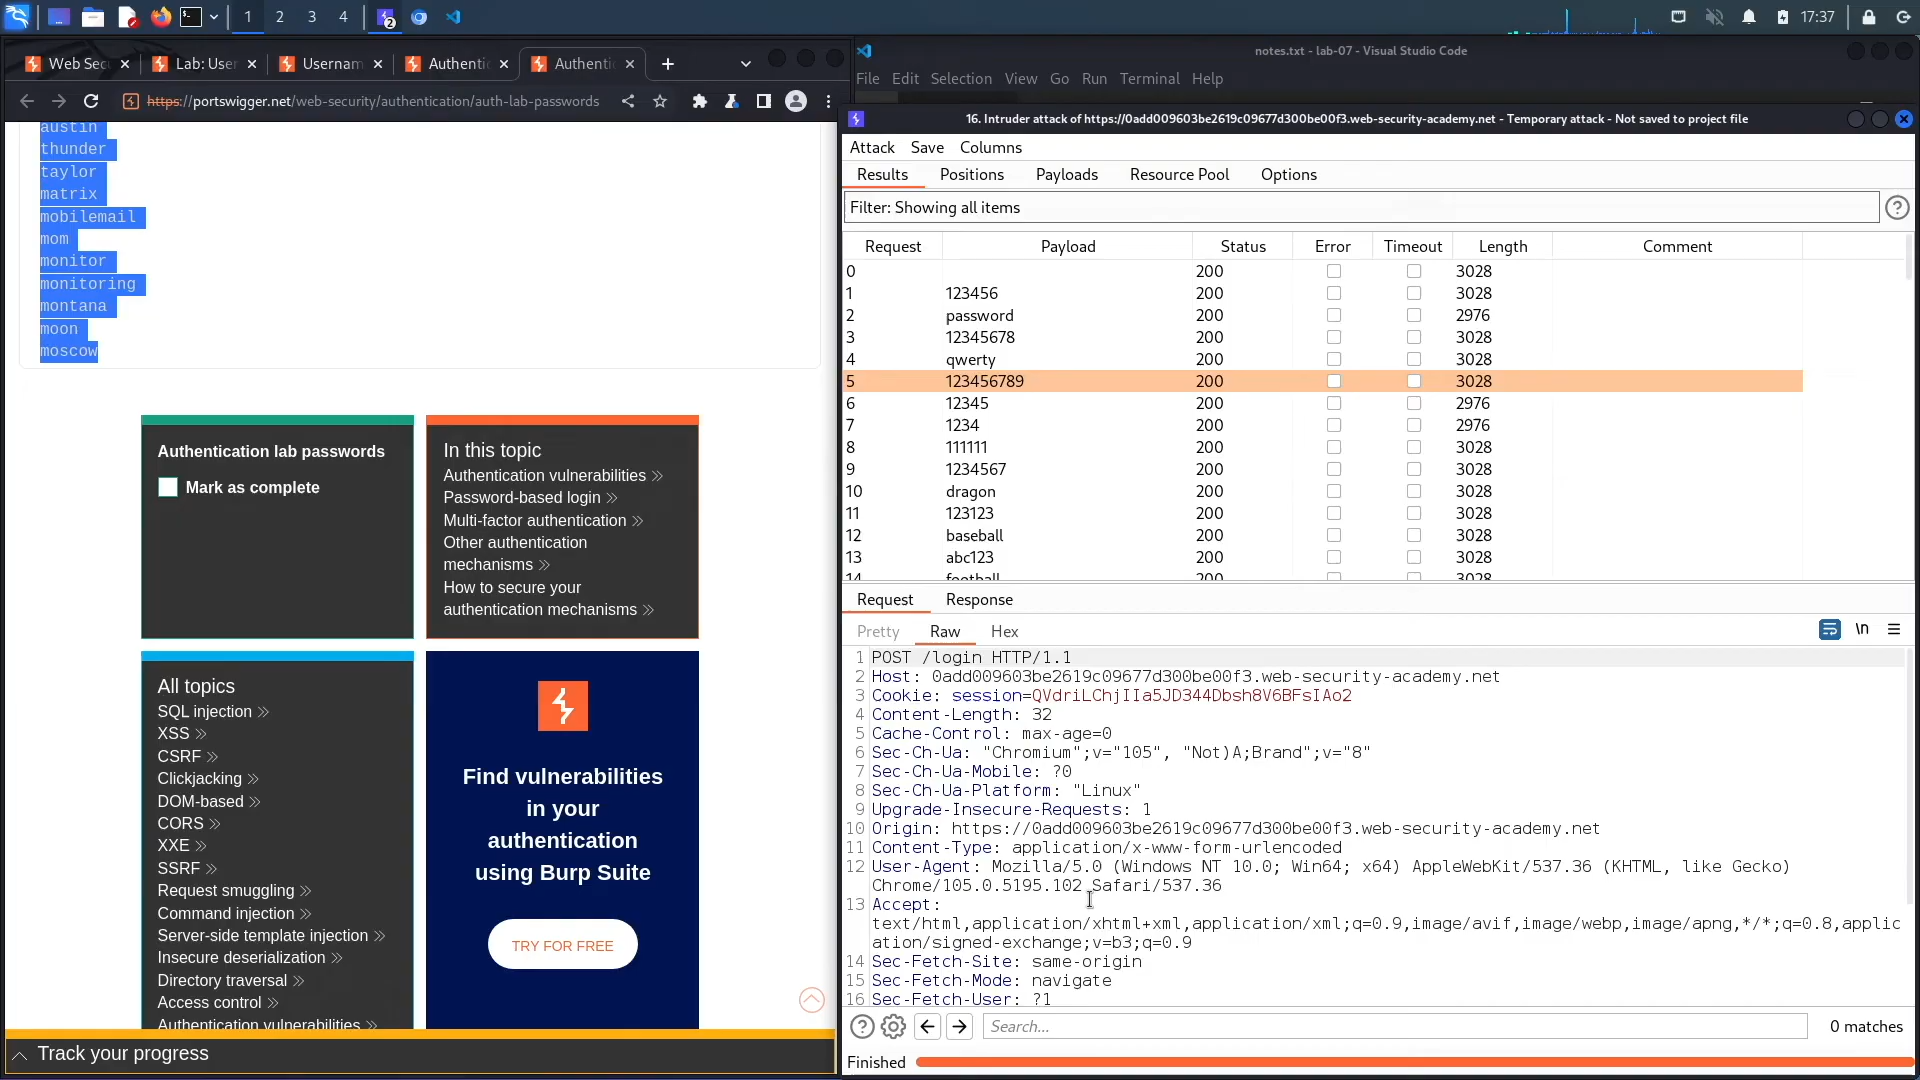 1
2
3
4
2
17:37
Web Sec
Lab: User
Usernam
Authentic
Authentic
https://portswigger.net/web-security/authentication/auth-lab-passwords
austin
thunder
taylor
matrix
mobilemail
mom
monitor
monitoring
montana
moon
moscow
Authentication lab passwords
Mark as complete
In this topic
Authentication vulnerabilities
Password-based login
Multi-factor authentication
Other authentication
mechanisms
How to secure your
authentication mechanisms
All topics
SQL injection
XSS
CSRF
Clickjacking
DOM-based
CORS
XXE
SSRF
Request smuggling
Command injection
Server-side template injection
Insecure deserialization
Directory traversal
Access control
Authentication vulnerabilities
Find vulnerabilities
in your
authentication
using Burp Suite
TRY FOR FREE
Track your progress
notes.txt - lab-07 - Visual Studio Code
File Edit Selection View Go Run Terminal Help
16. Intruder attack of https://0add009603be2619c09677d300be00f3.web-security-academy.net - Temporary attack - Not saved to project file
Attack Save Columns
Results Positions Payloads Resource Pool Options
Filter: Showing all items
Request Payload Status Error Timeout Length Comment
0 200 3028
1 123456 200 3028
2 password 200 2976
3 12345678 200 3028
4 qwerty 200 3028
5 123456789 200 3028
6 12345 200 2976
7 1234 200 2976
8 111111 200 3028
9 1234567 200 3028
10 dragon 200 3028
11 123123 200 3028
12 baseball 200 3028
13 abc123 200 3028
14 football 200 3028
Request Response
Pretty Raw Hex \n
1 POST /login HTTP/1.1
2 Host: 0add009603be2619c09677d300be00f3.web-security-academy.net
3 Cookie: session=QVdriLChjIIa5JD344Dbsh8V6BFsIAo2
4 Content-Length: 32
5 Cache-Control: max-age=0
6 Sec-Ch-Ua: "Chromium";v="105", "Not)A;Brand";v="8"
7 Sec-Ch-Ua-Mobile: ?0
8 Sec-Ch-Ua-Platform: "Linux"
9 Upgrade-Insecure-Requests: 1
10 Origin: https://0add009603be2619c09677d300be00f3.web-security-academy.net
11 Content-Type: application/x-www-form-urlencoded
12 User-Agent: Mozilla/5.0 (Windows NT 10.0; Win64; x64) AppleWebKit/537.36 (KHTML, like Gecko)
Chrome/105.0.5195.102 Safari/537.36
13 Accept:
text/html,application/xhtml+xml,application/xml;q=0.9,image/avif,image/webp,image/apng,*/*;q=0.8,applic
ation/signed-exchange;v=b3;q=0.9
14 Sec-Fetch-Site: same-origin
15 Sec-Fetch-Mode: navigate
16 Sec-Fetch-User: ?1
Search...
0 matches
Finished